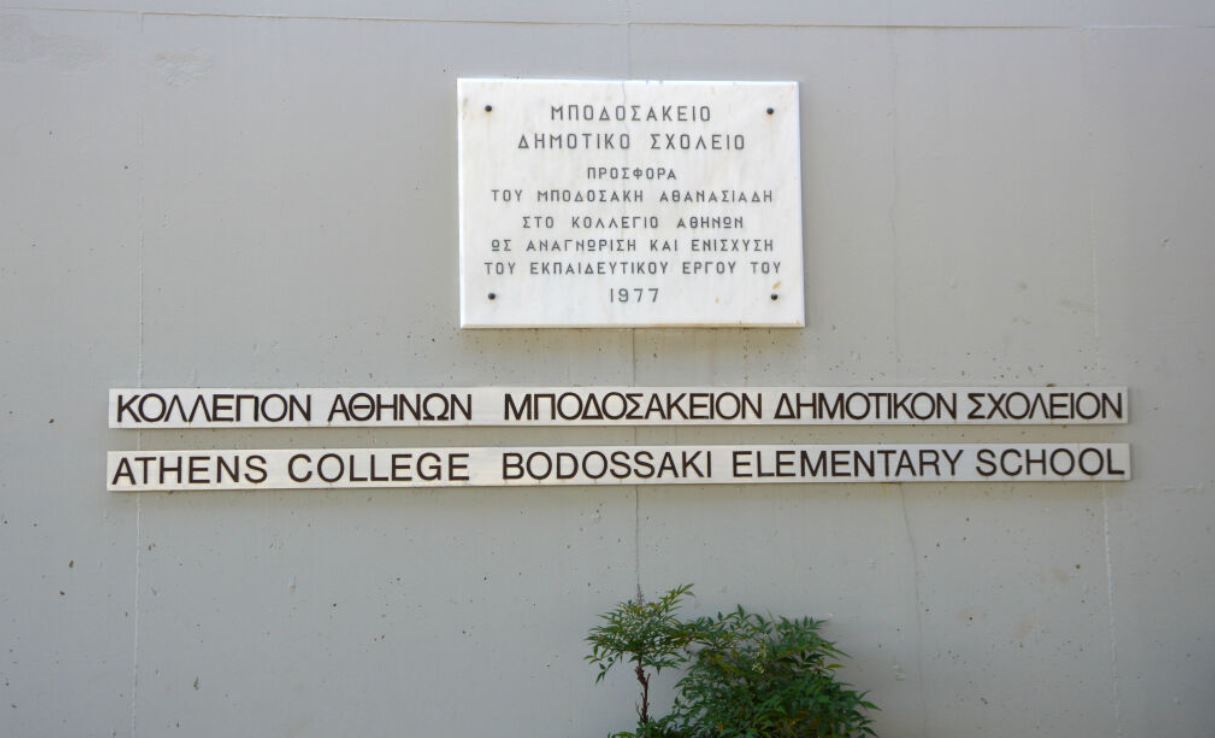 ΜΠΟΔΟΣΑΚΕΙΟ
ΔΗΜΟΤΙΚΟ ΣΧΟΛΕΙΟ
ΠΡΟΣΦΟΡΑ
ΤΟΥ ΜΠΟΔΟΣΑΚΗ ΑΘΑΝΑΣΙΑΔΗ
ΣΤΟ ΚΟΛΛΕΓΙΟ ΑΘΗΝΩΝ
ΩΣ ΑΝΑΓΝΩΡΙΣΗ ΚΑΙ ΕΝΙΣΧΥΣΗ
ΤΟΥ ΕΚΠΑΙΔΕΥΤΙΚΟΥ ΕΡΓΟΥ ΤΟΥ
1977
ΚΟΛΛΕΓΙΟΝ ΑΘΗΝΩΝ ΜΠΟΔΟΣΑΚΕΙΟΝ ΔΗΜΟΤΙΚΟΝ ΣΧΟΛΕΙΟΝ
ATHENS COLLEGE BODOSSAKI ELEMENTARY SCHOOL